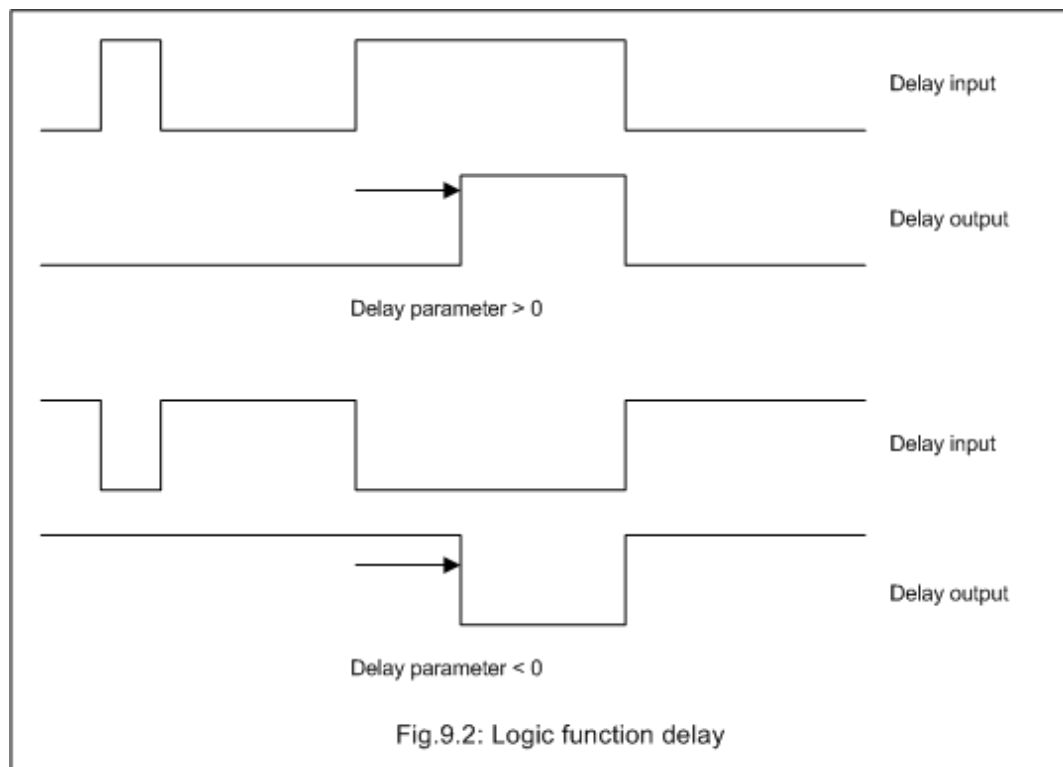 Delay input
Delay output
Delay parameter > 0
Delay input
Delay output
Delay parameter < 0
Fig.9.2: Logic function delay